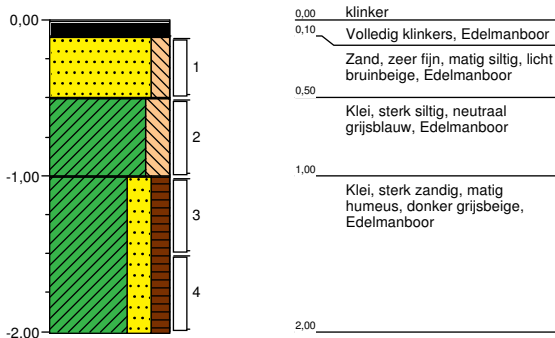 0,00
-1,00
-2.00
1
2
3
4
0,00 klinker
0,10 Volledig klinkers, Edelmanboor
Zand, zeer fijn, matig siltig, licht
bruinbeige, Edelmanboor
0,50
Klei, sterk siltig, neutraal
grijsblauw, Edelmanboor
1,00
Klei, sterk zandig, matig
humeus, donker grijsbeige,
Edelmanboor
2,00